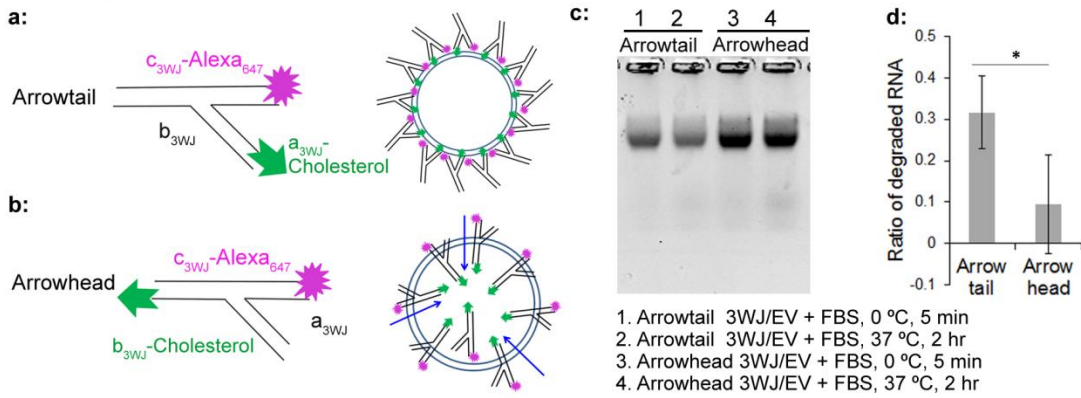 a:
Arrowtail
c3WJ-Alexa647
b3WJ
a3WJ-
Cholesterol
b:
Arrowhead
c3WJ-Alexa647
a3WJ
b3WJ-Cholesterol
c:
1 2 3 4
Arrowtail Arrowhead
1. Arrowtail 3WJ/EV + FBS, 0 ºC, 5 min
2. Arrowtail 3WJ/EV + FBS, 37 ºC, 2 hr
3. Arrowhead 3WJ/EV + FBS, 0 ºC, 5 min
4. Arrowhead 3WJ/EV + FBS, 37 ºC, 2 hr
d:
Ratio of degraded RNA
0.5
0.4
0.3
0.2
0.1
0
-0.1
*
Arrow
tail
Arrow
head